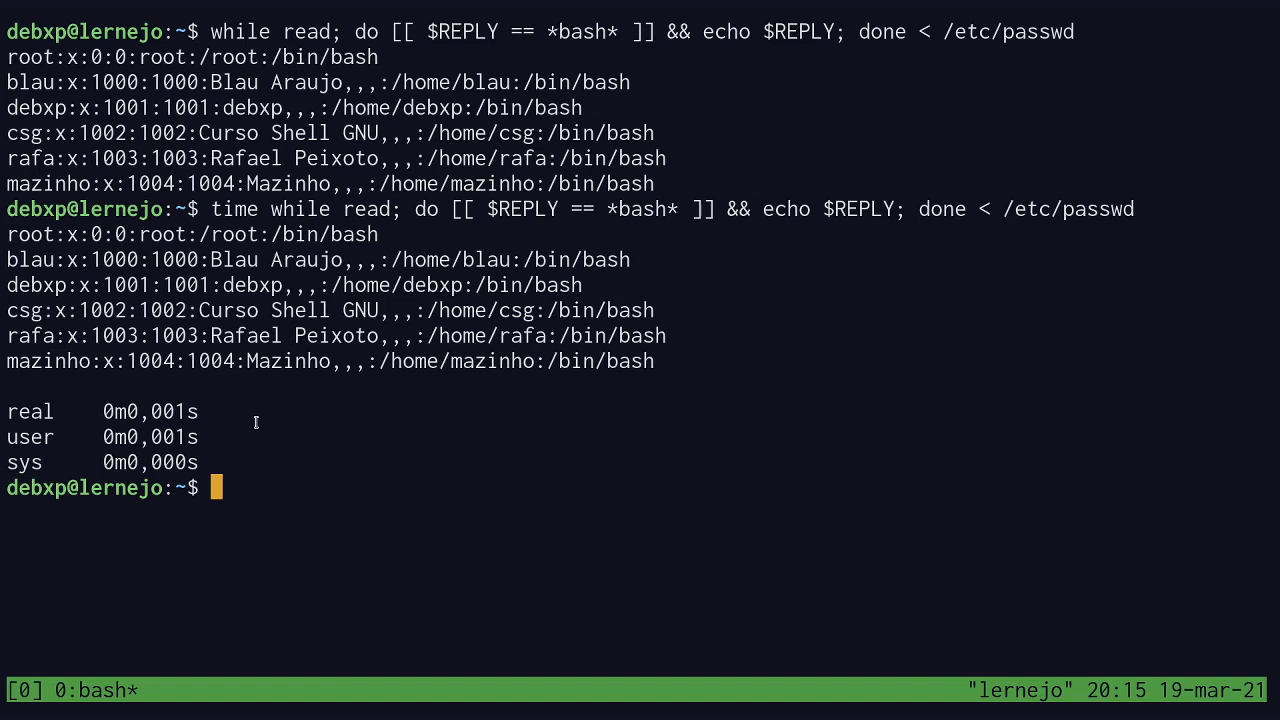 debxp@lernejo:~$ while read; do [[ $REPLY == *bash* ]] && echo $REPLY; done < /etc/passwd
root:x:0:0:root:/root:/bin/bash
blau:x:1000:1000:Blau Araujo,,,:/home/blau:/bin/bash
debxp:x:1001:1001:debxp,,,:/home/debxp:/bin/bash
csg:x:1002:1002:Curso Shell GNU,,,:/home/csg:/bin/bash
rafa:x:1003:1003:Rafael Peixoto,,,:/home/rafa:/bin/bash
mazinho:x:1004:1004:Mazinho,,,:/home/mazinho:/bin/bash
debxp@lernejo:~$ time while read; do [[ $REPLY == *bash* ]] && echo $REPLY; done < /etc/passwd
root:x:0:0:root:/root:/bin/bash
blau:x:1000:1000:Blau Araujo,,,:/home/blau:/bin/bash
debxp:x:1001:1001:debxp,,,:/home/debxp:/bin/bash
csg:x:1002:1002:Curso Shell GNU,,,:/home/csg:/bin/bash
rafa:x:1003:1003:Rafael Peixoto,,,:/home/rafa:/bin/bash
mazinho:x:1004:1004:Mazinho,,,:/home/mazinho:/bin/bash
real 0m0,001s
user 0m0,001s
sys 0m0,000s
debxp@lernejo:~$
[0] 0:bash* "lernejo" 20:15 19-mar-21